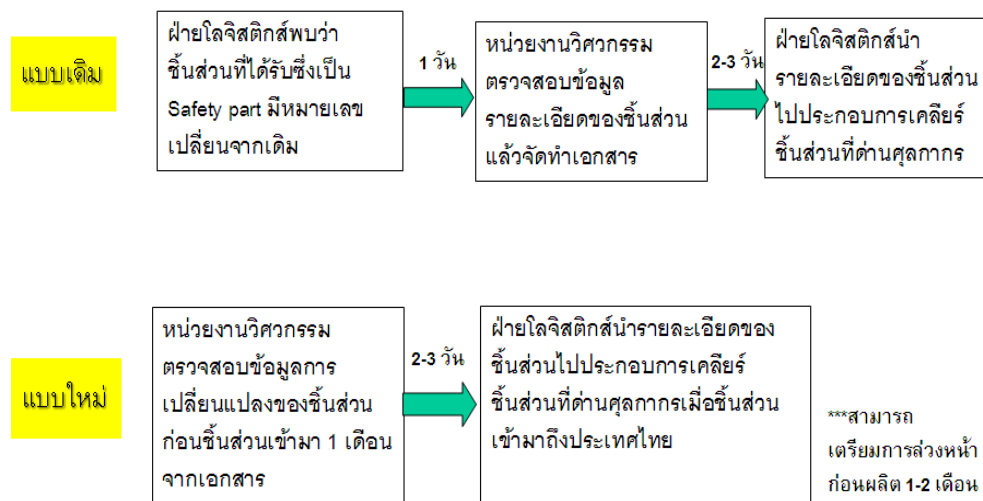 แบบเดิม
ฝ่ายโลจิสติกส์พบว่า
ชิ้นส่วนที่ได้รับซึ่งเป็น
Safety part มีหมายเลข
เปลี่ยนจากเดิม
1 วัน
หน่วยงานวิศวกรรม
ตรวจสอบข้อมูล
รายละเอียดของชิ้นส่วน
แล้วจัดทำเอกสาร
2-3 วัน
ฝ่ายโลจิสติกส์นำ
รายละเอียดของชิ้นส่วน
ไปประกอบการเคลียร์
ชิ้นส่วนที่ด่านศุลกากร
แบบใหม่
หน่วยงานวิศวกรรม
ตรวจสอบข้อมูลการ
เปลี่ยนแปลงของชิ้นส่วน
ก่อนชิ้นส่วนเข้ามา 1 เดือน
จากเอกสาร
2-3 วัน
ฝ่ายโลจิสติกส์นำรายละเอียดของ
ชิ้นส่วนไปประกอบการเคลียร์
ชิ้นส่วนที่ด่านศุลกากรเมื่อชิ้นส่วน
เข้ามาถึงประเทศไทย
***สามารถ
เตรียมการล่วงหน้า
ก่อนผลิต 1-2 เดือน